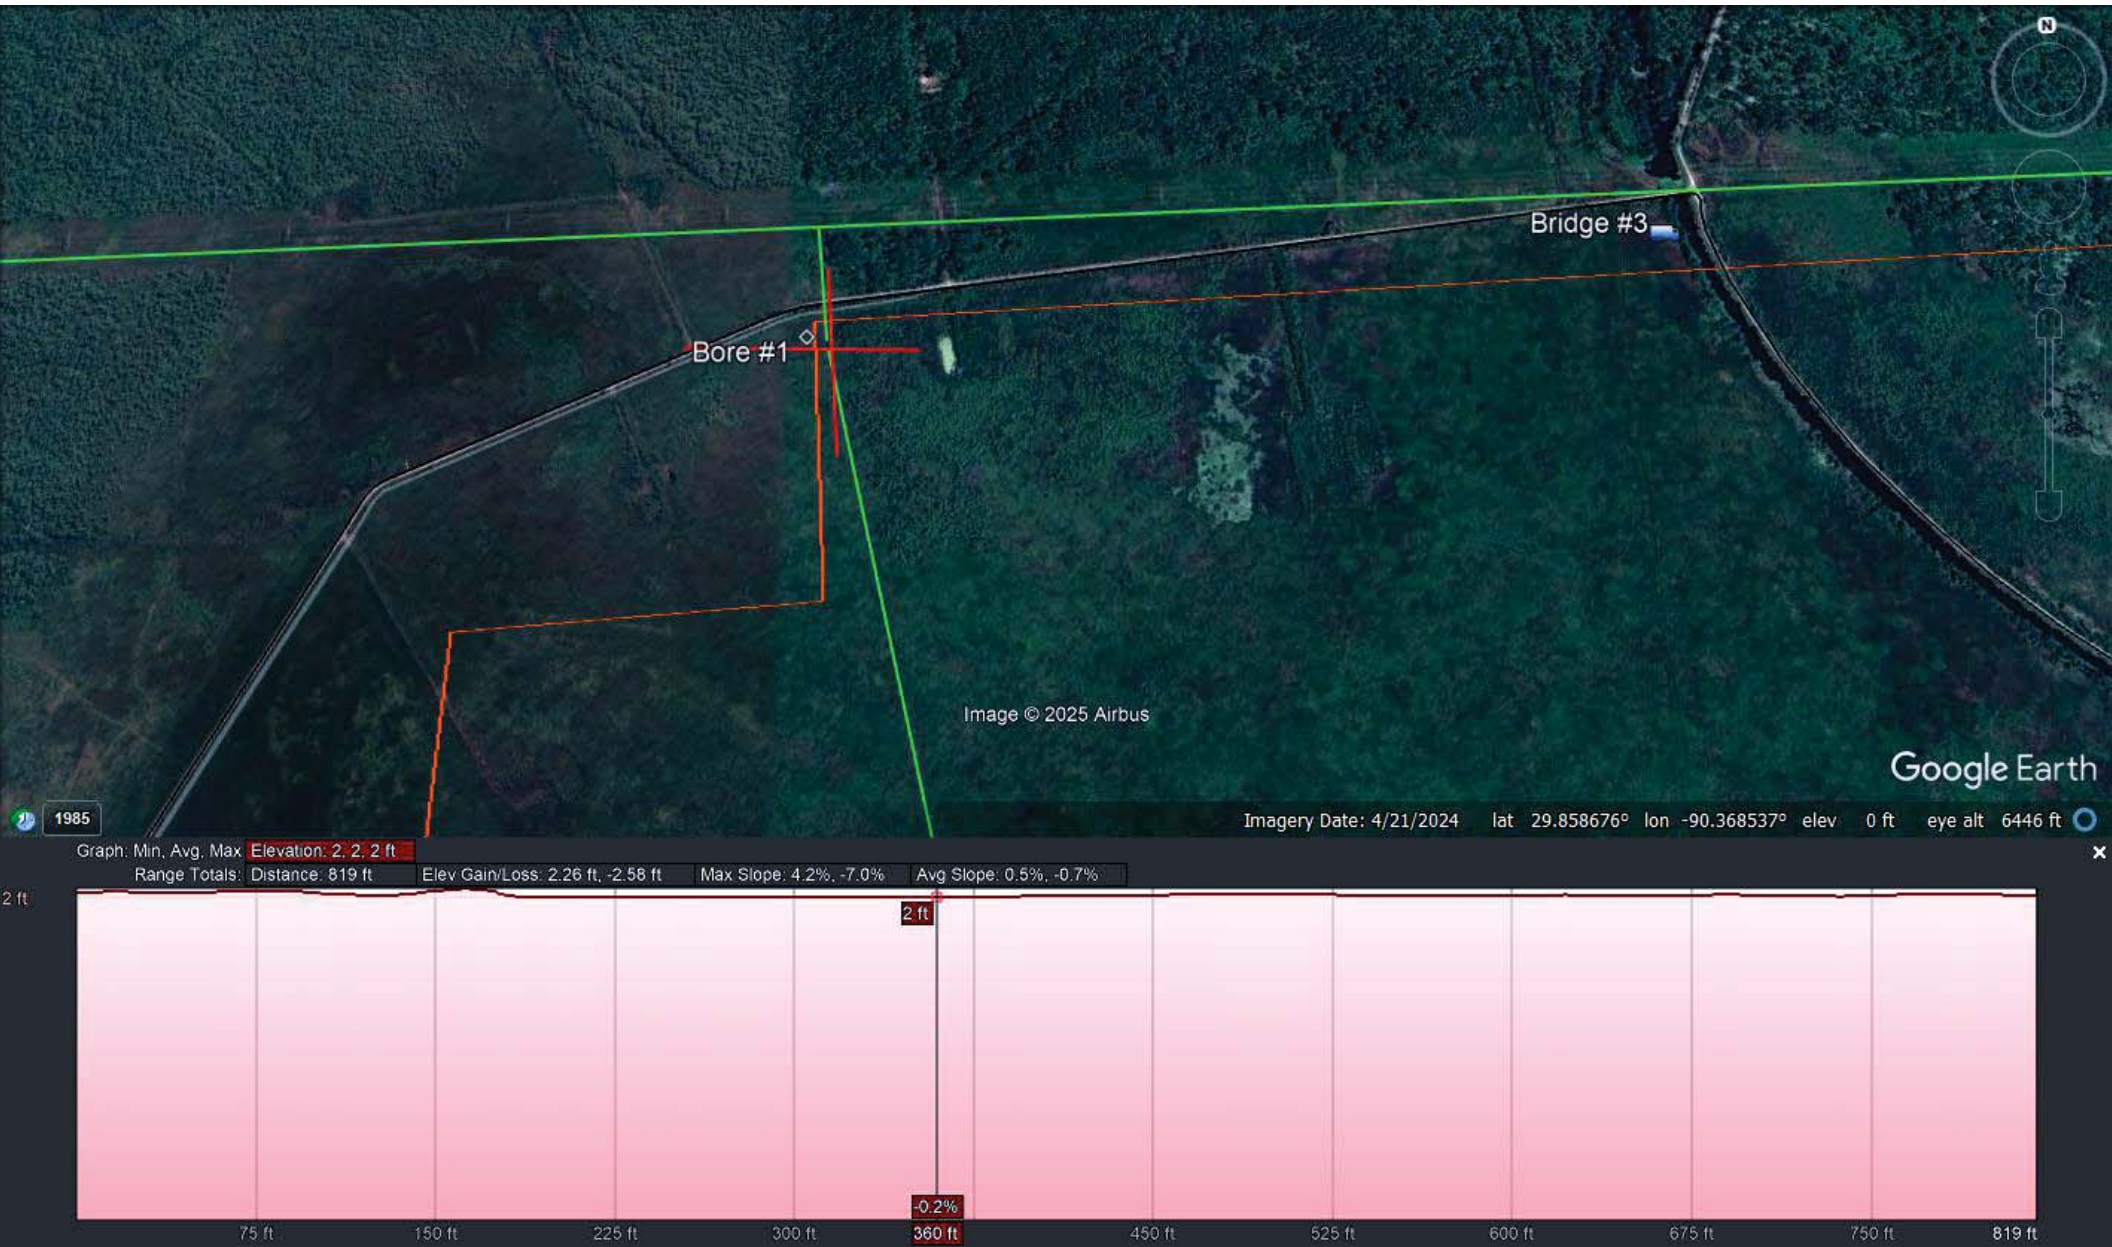 N
Bridge #3
Bore #1
Image © 2025 Airbus
Google Earth
1985
Imagery Date: 4/21/2024 lat 29.858676° lon -90.368537° elev 0 ft eye alt 6446 ft
Graph: Min, Avg, Max Elevation: 2, 2, 2 ft
Range Totals: Distance: 819 ft Elev Gain/Loss: 2.26 ft, -2.58 ft Max Slope: 4.2%, -7.0% Avg Slope: 0.5%, -0.7%
2 ft
2 ft
-0.2%
75 ft 150 ft 225 ft 300 ft 360 ft 450 ft 525 ft 600 ft 675 ft 750 ft 819 ft